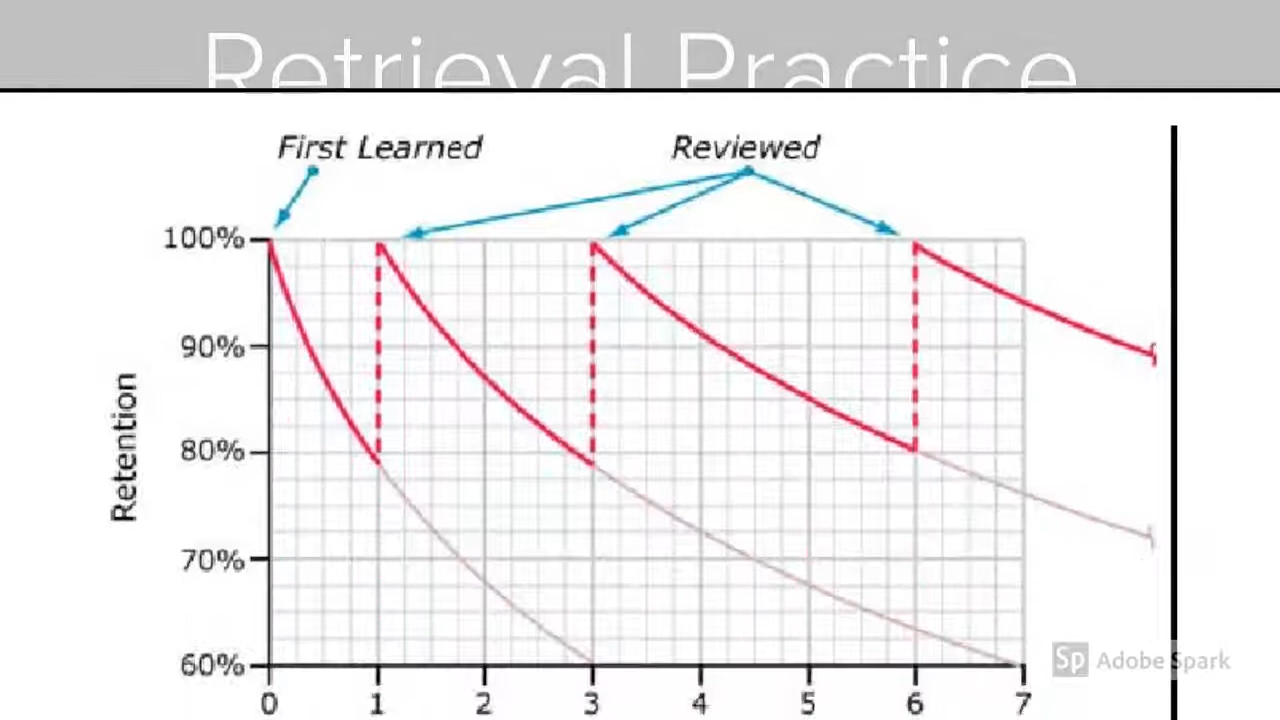 Retrieval Practice
First Learned
Reviewed
100%
90%
80%
70%
60%
Retention
0 1 2 3 4 5 6 7
Sp Adobe Spark